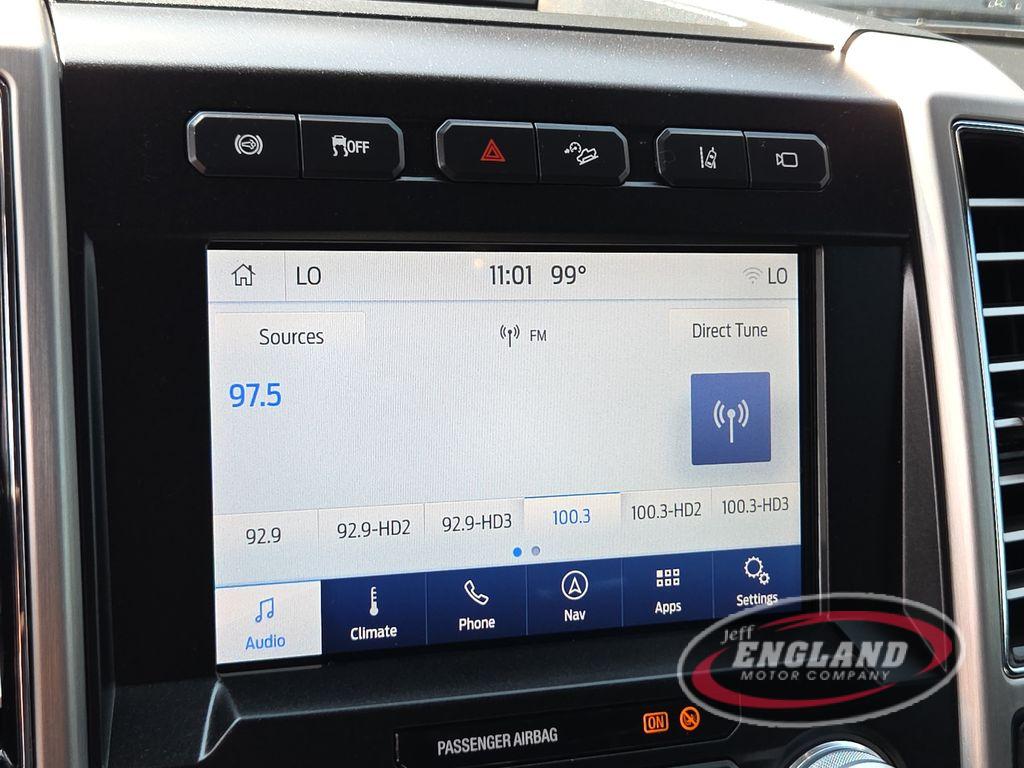 OFF
LO 11:01 99° LO
Sources FM Direct Tune
97.5
92.9 92.9-HD2 92.9-HD3 100.3 100.3-HD2 100.3-HD3
Audio Climate Phone Nav Apps Settings
Jeff
ENGLAND
MOTOR COMPANY
PASSENGER AIRBAG ON